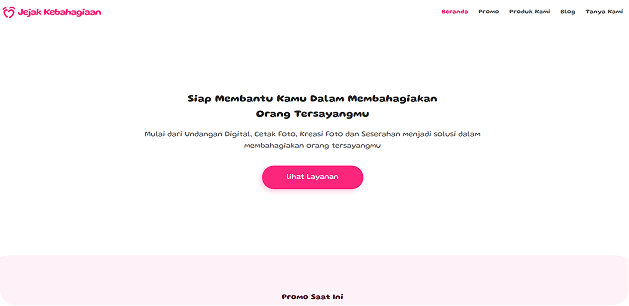 Jejak Kebahagiaan
Beranda Promo Produk Kami Blog Tanya Kami
Siap Membantu Kamu Dalam Membahagiakan
Orang Tersayangmu
Mulai dari Undangan Digital, Cetak Foto, Kreasi Foto dan Seserahan menjadi solusi dalam
membahagiakan orang tersayangmu
Lihat Layanan
Promo Saat Ini